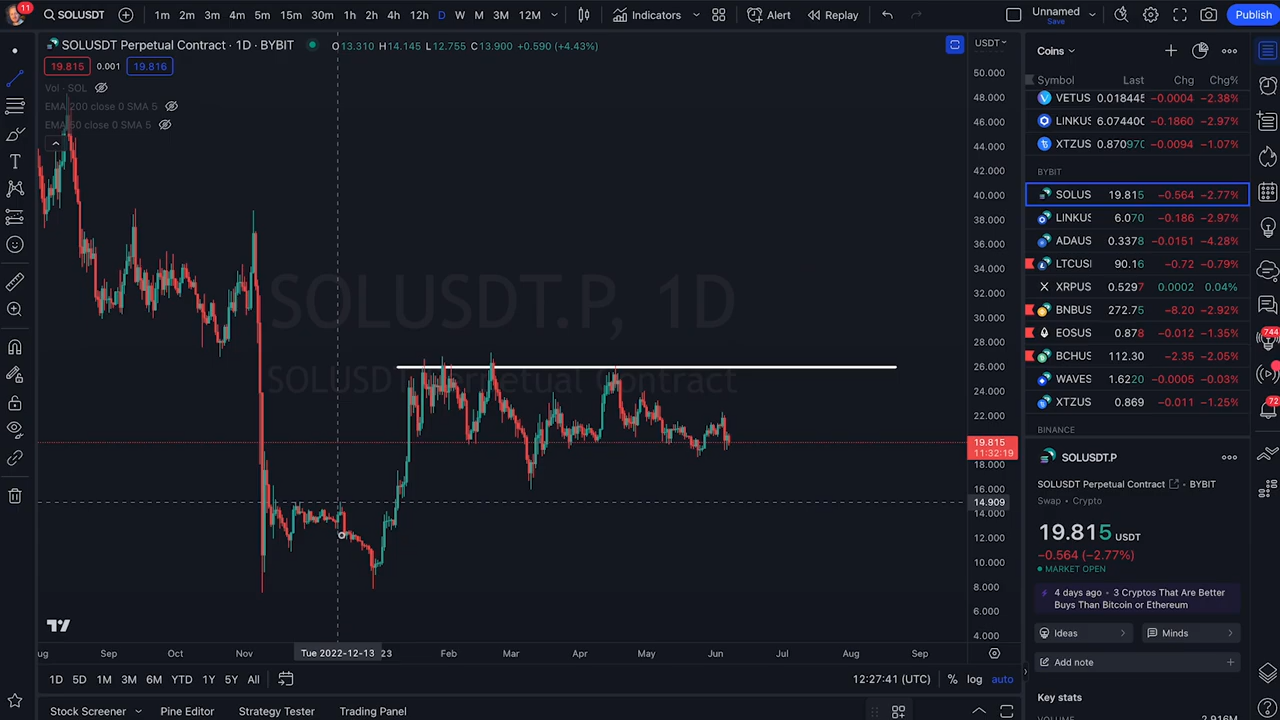 11
SOLUSDT
1m 2m 3m 4m 5m 15m 30m 1h 2h 4h 12h D W M 3M 12M
Indicators
Alert
Replay
Unnamed
Save
Publish
SOLUSDT Perpetual Contract · 1D · BYBIT
O13.310 H14.145 L12.755 C13.900 +0.590 (+4.43%)
19.815 0.001 19.816
Vol · SOL
EMA 200 close 0 SMA 5
EMA 50 close 0 SMA 5
SOLUSDT.P, 1D
SOLUSDT Perpetual Contract
USDT
50.000
48.000
46.000
44.000
42.000
40.000
38.000
36.000
34.000
32.000
30.000
28.000
26.000
24.000
22.000
19.815
11:32:19
18.000
16.000
14.909
14.000
12.000
10.000
8.000
6.000
4.000
ug Sep Oct Nov Tue 2022-12-13 23 Feb Mar Apr May Jun Jul Aug Sep
1D 5D 1M 3M 6M YTD 1Y 5Y All
12:27:41 (UTC) % log auto
Stock Screener Pine Editor Strategy Tester Trading Panel
Coins
Symbol Last Chg Chg%
VETUS 0.018445 −0.0004 −2.38%
LINKUS 6.074400 −0.1860 −2.97%
XTZUS 0.870970 −0.0094 −1.07%
BYBIT
SOLUS 19.815 −0.564 −2.77%
LINKUS 6.070 −0.186 −2.97%
ADAUS 0.3378 −0.0151 −4.28%
LTCUSI 90.16 −0.72 −0.79%
XRPUS 0.5297 0.0002 0.04%
BNBUS 272.75 −8.20 −2.92%
EOSUS 0.878 −0.012 −1.35%
BCHUS 112.30 −2.35 −2.05%
WAVES 1.6220 −0.0005 −0.03%
XTZUS 0.869 −0.011 −1.25%
BINANCE
SOLUSDT.P
SOLUSDT Perpetual Contract · BYBIT
Swap · Crypto
19.815 USDT
−0.564 (−2.77%)
MARKET OPEN
4 days ago · 3 Cryptos That Are Better
Buys Than Bitcoin or Ethereum
Ideas
Minds
Add note
Key stats
744
72